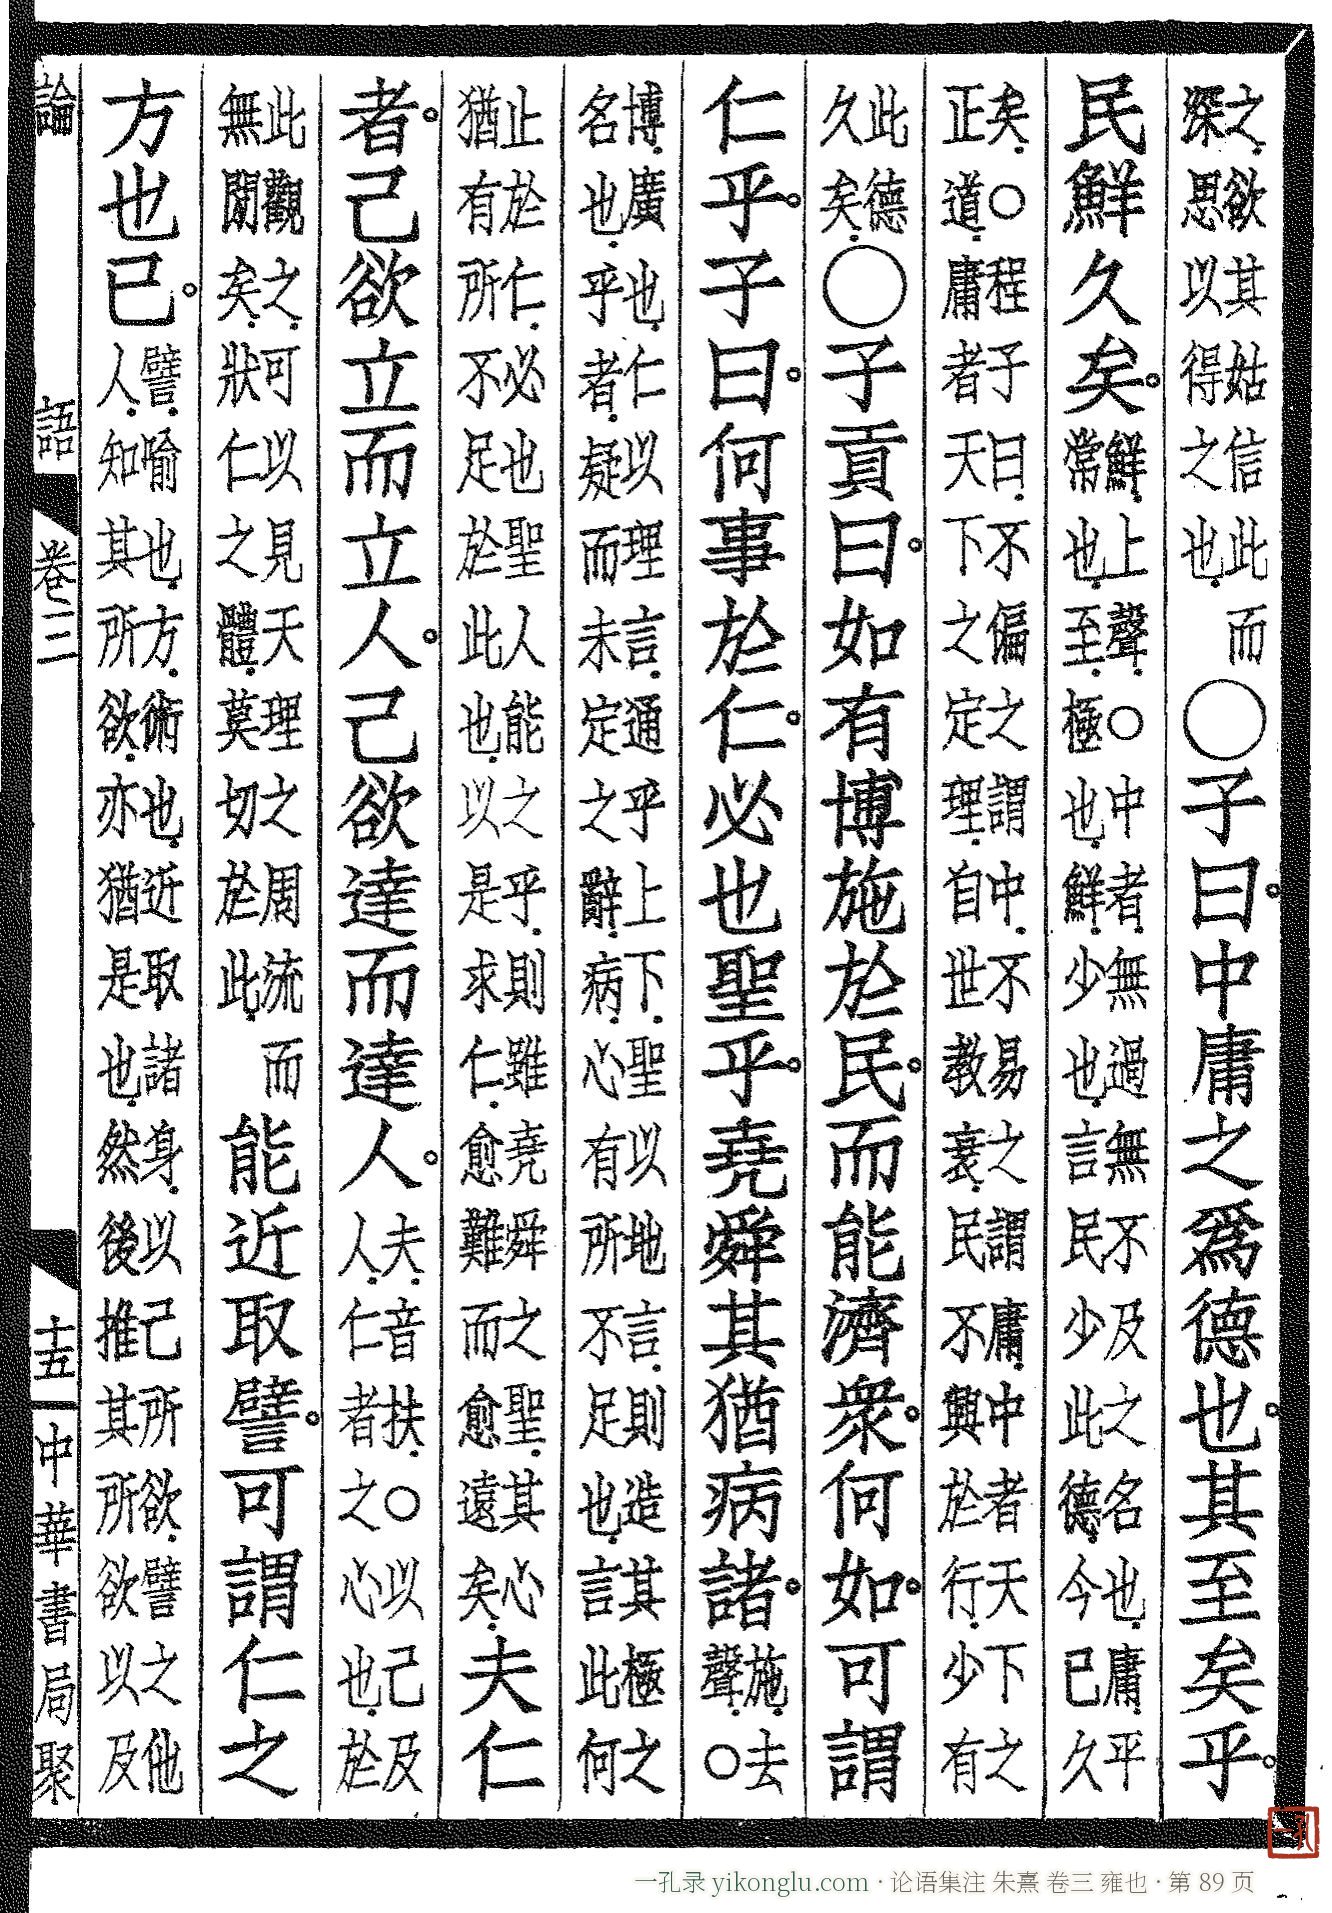 之欲其姑信此而
深思以得之也
○子曰中庸之爲德也其至矣乎
民鮮久矣
鮮上聲○中者無過無不及之名也庸平
常也至極也鮮少也言民少此德今已久
矣○程子曰不偏之謂中不易之謂庸中者天下之
正道庸者天下之定理自世教衰民不興於行少有
此德
久矣
○子貢曰如有博施於民而能濟衆何如可謂
仁乎子曰何事於仁必也聖乎堯舜其猶病諸
施去
聲○
博廣也仁以理言通乎上下聖以地言則造其極之
名也乎者疑而未定之辭病心有所不足也言此何
止於仁必也聖人能之乎則雖堯舜之聖其心
猶有所不足於此也以是求仁愈難而愈遠矣
夫仁
者己欲立而立人己欲達而達人
夫音扶○以己及
人仁者之心也於
此觀之可以見天理之周流而
無閒矣狀仁之體莫切於此
能近取譬可謂仁之
方也已
譬喻也方術也近取諸身以己所欲譬之他
人知其所欲亦猶是也然後推其所欲以及
論語 卷三 十五 中華書局聚
一孔录 yikonglu.com · 论语集注 朱熹 卷三 雍也 · 第 89 页